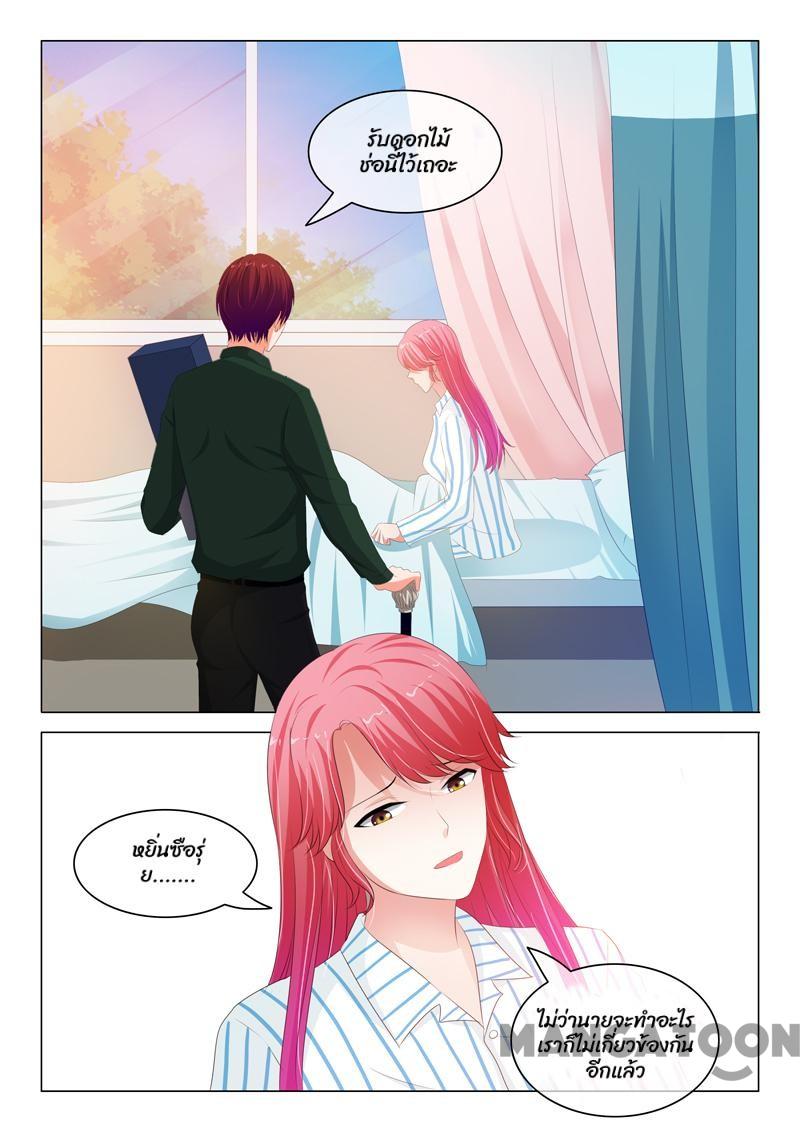 รับดอกไม้
ช่อนี้ไว้เถอะ
หยิ่นซือรุ่
ย.......
ไม่ว่านายจะทำอะไร
เราก็ไม่เกี่ยวข้องกัน
อีกแล้ว
MANGATOON